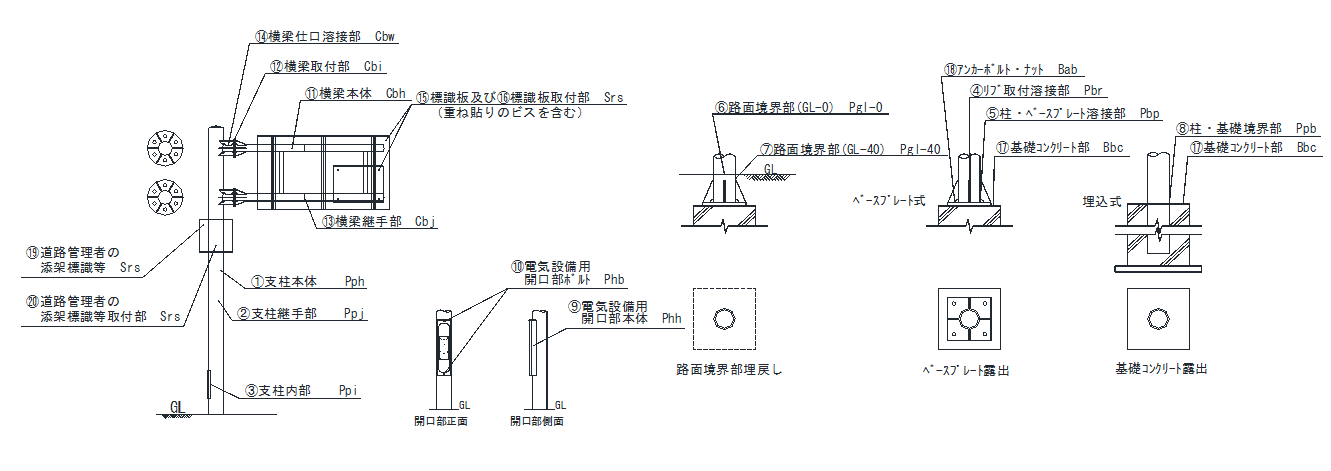 ⑭横梁仕口溶接部 Cbw
⑫横梁取付部 Cbi
⑪横梁本体 Cbh
⑮標識板及び⑯標識板取付部 Srs
(重ね貼りのビスを含む)
⑬横梁継手部 Cbj
⑲道路管理者の
添架標識等 Srs
①支柱本体 Pph
⑳道路管理者の
添架標識等取付部 Srs
②支柱継手部 Ppj
③支柱内部 Ppi
GL
⑩電気設備用
開口部ﾎﾞﾙﾄ Phb
⑨電気設備用
開口部本体 Phh
GL
GL
開口部正面
開口部側面
⑥路面境界部(GL-0) Pgl-0
⑦路面境界部(GL-40) Pgl-40
GL
路面境界部埋戻し
⑱ｱﾝｶｰﾎﾞﾙﾄ・ﾅｯﾄ Bab
④ﾘﾌﾞ取付溶接部 Pbr
⑤柱・ﾍﾞｰｽﾌﾟﾚｰﾄ溶接部 Pbp
⑰基礎ｺﾝｸﾘｰﾄ部 Bbc
ﾍﾞｰｽﾌﾟﾚｰﾄ式
ﾍﾞｰｽﾌﾟﾚｰﾄ露出
⑧柱・基礎境界部 Ppb
⑰基礎ｺﾝｸﾘｰﾄ部 Bbc
埋込式
基礎ｺﾝｸﾘｰﾄ露出